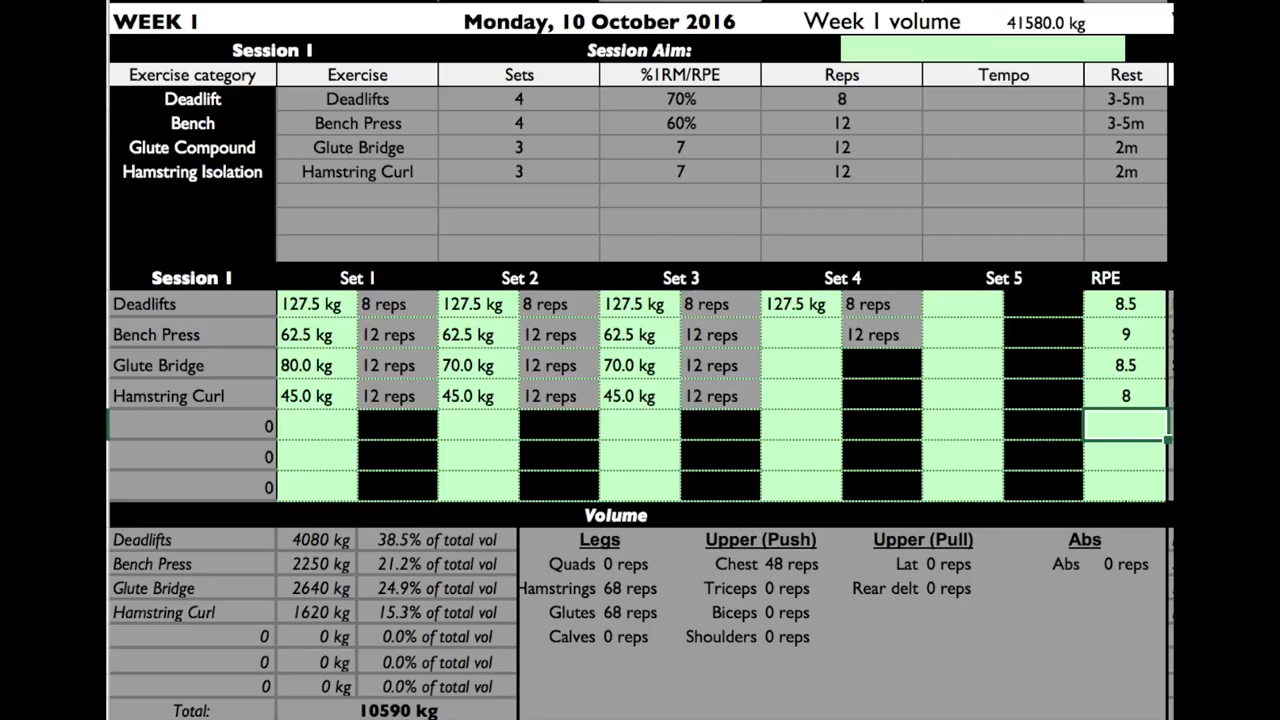 WEEK 1 Monday, 10 October 2016 Week 1 volume 41580.0 kg
Session 1 Session Aim:
Exercise category Exercise Sets %1RM/RPE Reps Tempo Rest
Deadlift Deadlifts 4 70% 8 3-5m
Bench Bench Press 4 60% 12 3-5m
Glute Compound Glute Bridge 3 7 12 2m
Hamstring Isolation Hamstring Curl 3 7 12 2m
Session 1 Set 1 Set 2 Set 3 Set 4 Set 5 RPE
Deadlifts 127.5 kg 8 reps 127.5 kg 8 reps 127.5 kg 8 reps 127.5 kg 8 reps 8.5
Bench Press 62.5 kg 12 reps 62.5 kg 12 reps 62.5 kg 12 reps 12 reps 9
Glute Bridge 80.0 kg 12 reps 70.0 kg 12 reps 70.0 kg 12 reps 8.5
Hamstring Curl 45.0 kg 12 reps 45.0 kg 12 reps 45.0 kg 12 reps 8
0
0
0
Volume
Deadlifts 4080 kg 38.5% of total vol Legs Upper (Push) Upper (Pull) Abs
Bench Press 2250 kg 21.2% of total vol Quads 0 reps Chest 48 reps Lat 0 reps Abs 0 reps
Glute Bridge 2640 kg 24.9% of total vol Hamstrings 68 reps Triceps 0 reps Rear delt 0 reps
Hamstring Curl 1620 kg 15.3% of total vol Glutes 68 reps Biceps 0 reps
0 0 kg 0.0% of total vol Calves 0 reps Shoulders 0 reps
0 0 kg 0.0% of total vol
0 0 kg 0.0% of total vol
Total: 10590 kg